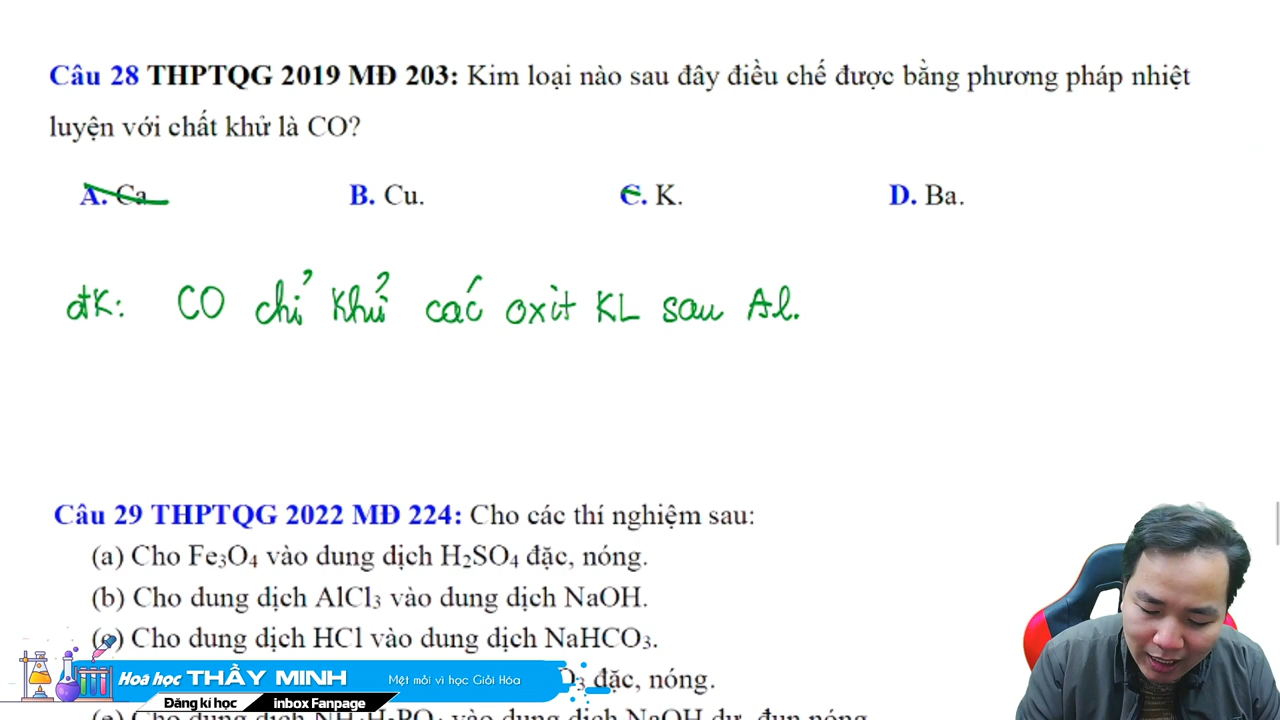 Câu 28 THPTQG 2019 MĐ 203: Kim loại nào sau đây điều chế được bằng phương pháp nhiệt
luyện với chất khử là CO?
A. Ca B. Cu. C. K. D. Ba.
đK: CO chỉ khử các oxit KL sau Al.
Câu 29 THPTQG 2022 MĐ 224: Cho các thí nghiệm sau:
(a) Cho Fe₃O₄ vào dung dịch H₂SO₄ đặc, nóng.
(b) Cho dung dịch AlCl₃ vào dung dịch NaOH.
(c) Cho dung dịch HCl vào dung dịch NaHCO₃.
đặc, nóng.
Hoá học THẦY MINH Mệt mỏi vì học Giỏi Hóa
Đăng kí học inbox Fanpage